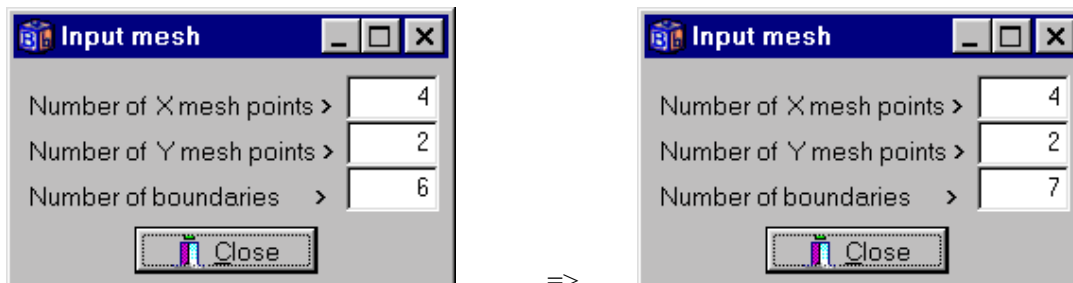 Input mesh
Number of X mesh points > 4
Number of Y mesh points > 2
Number of boundaries > 6
Close
=>
Input mesh
Number of X mesh points > 4
Number of Y mesh points > 2
Number of boundaries > 7
Close